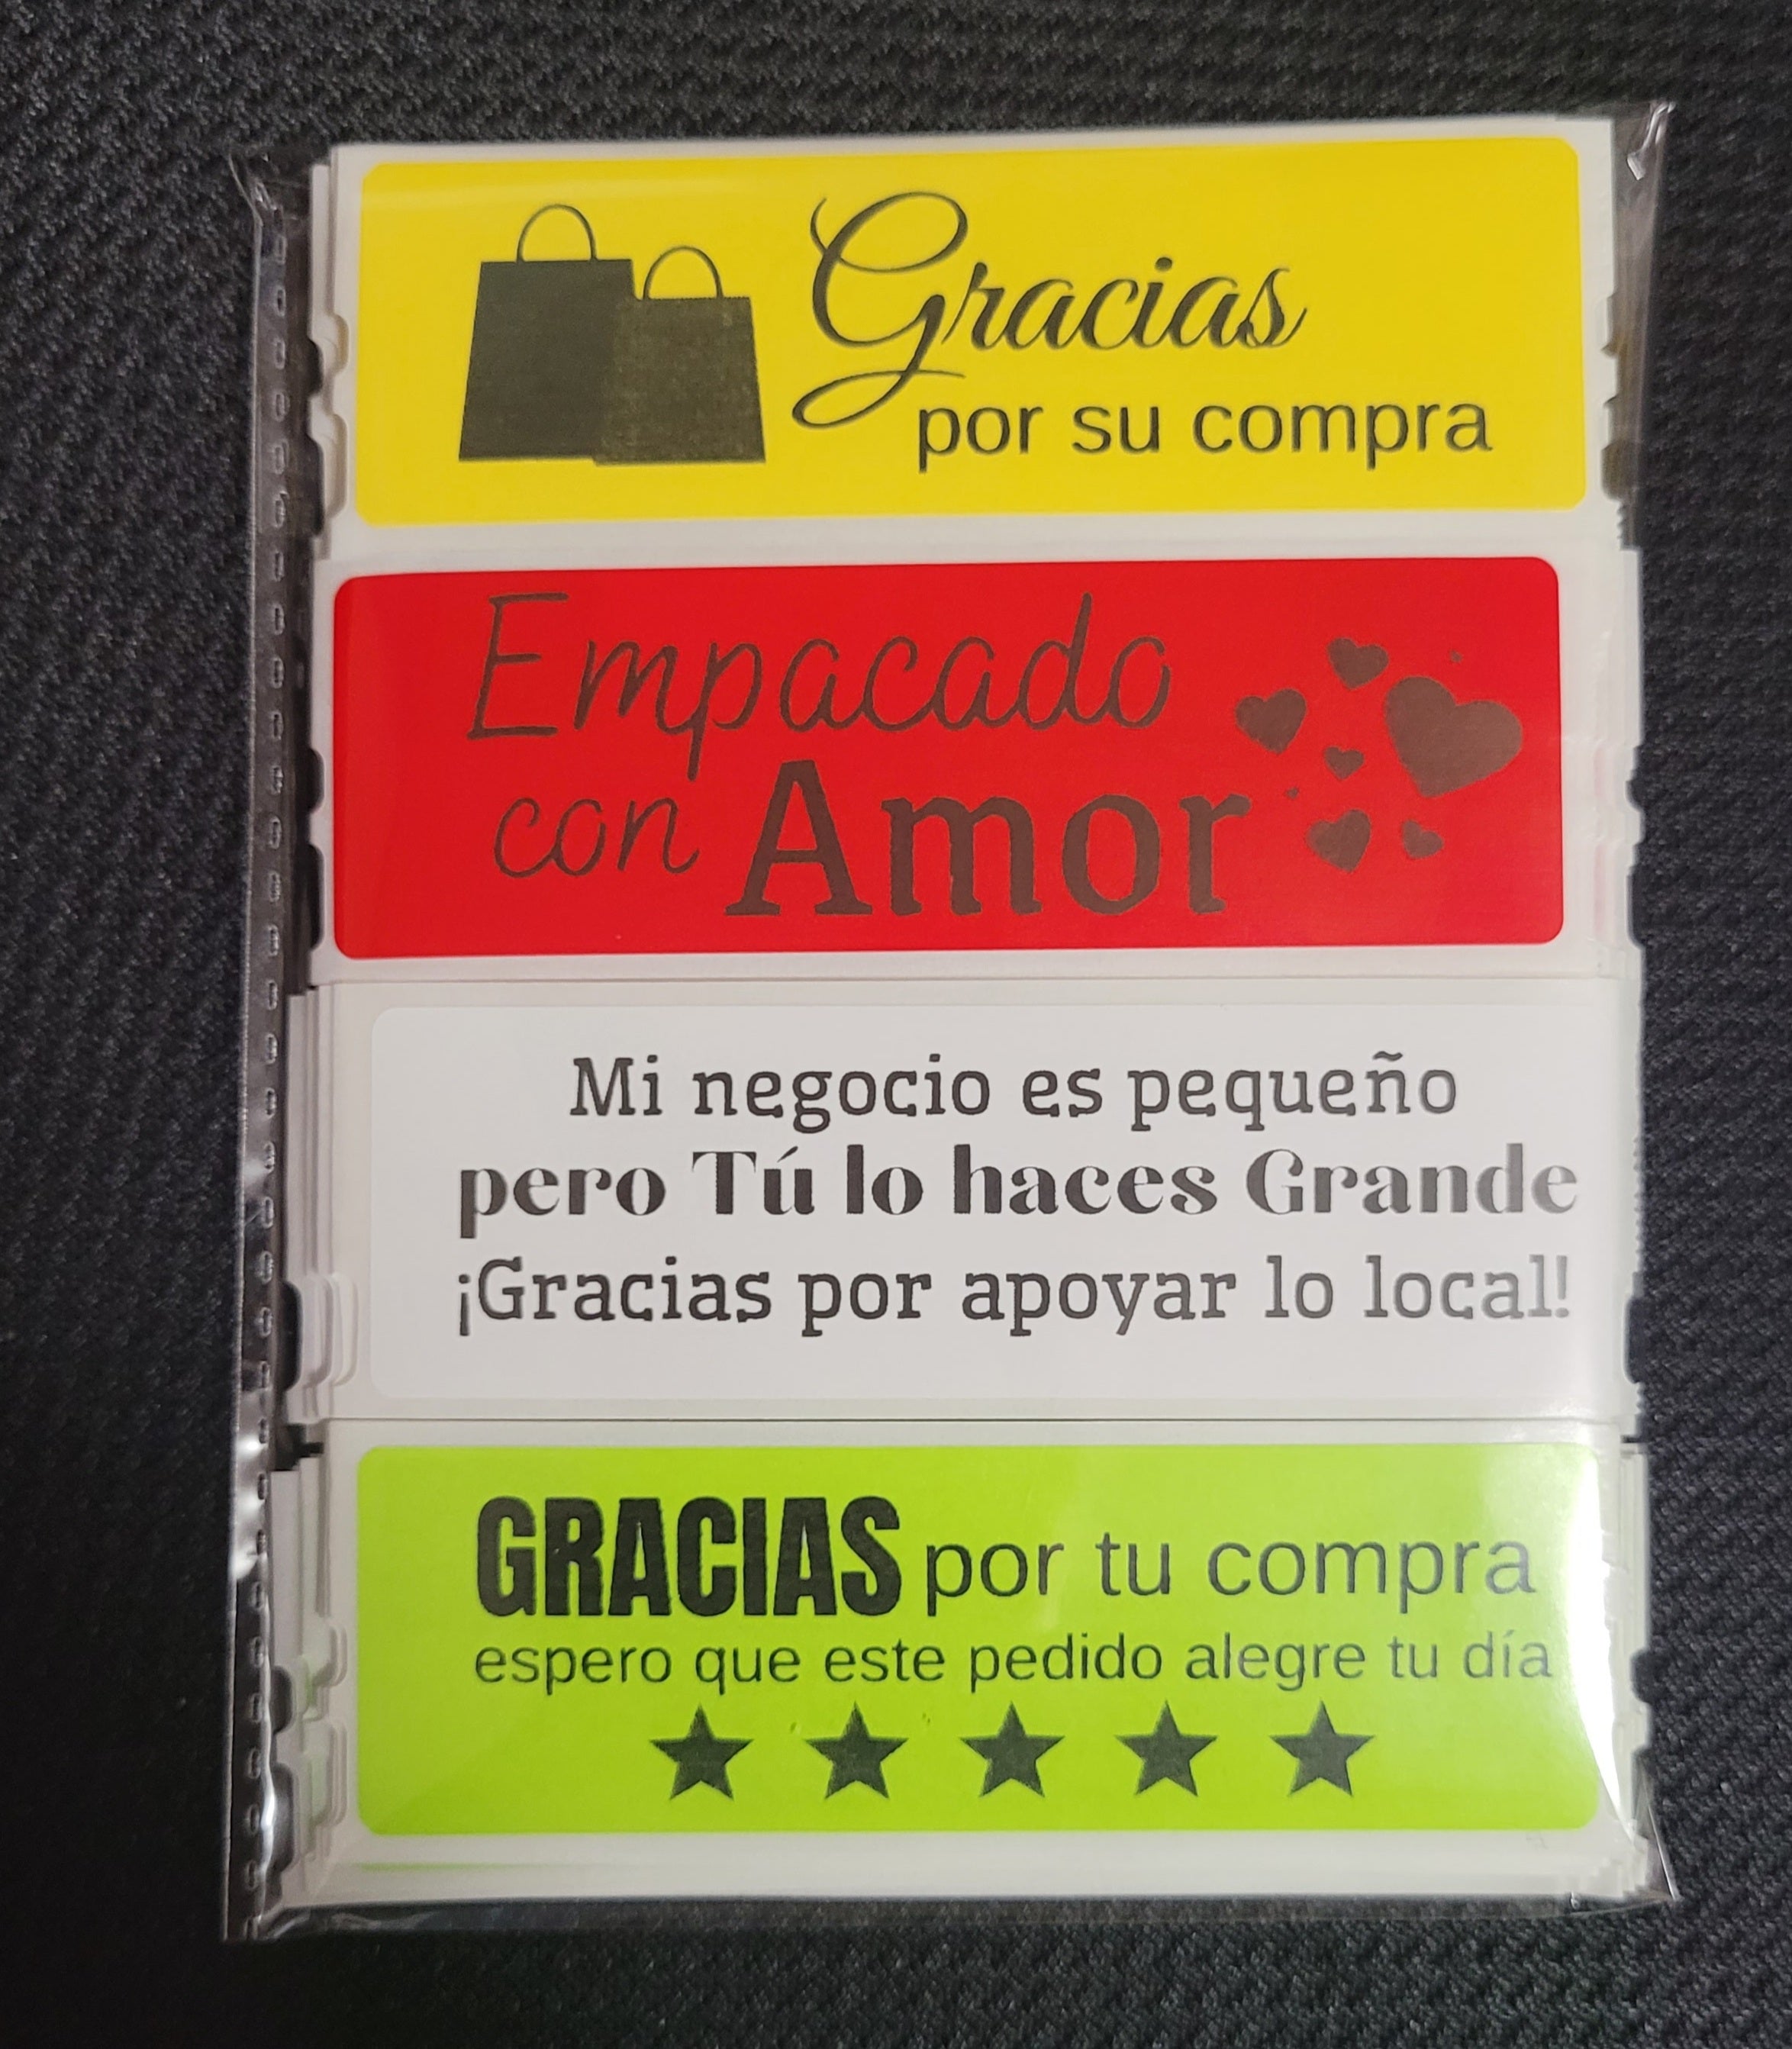 Gracias
por su compra
Empacado
con Amor
Mi negocio es pequeño
pero Tú lo haces Grande
¡Gracias por apoyar lo local!
GRACIAS por tu compra
espero que este pedido alegre tu día